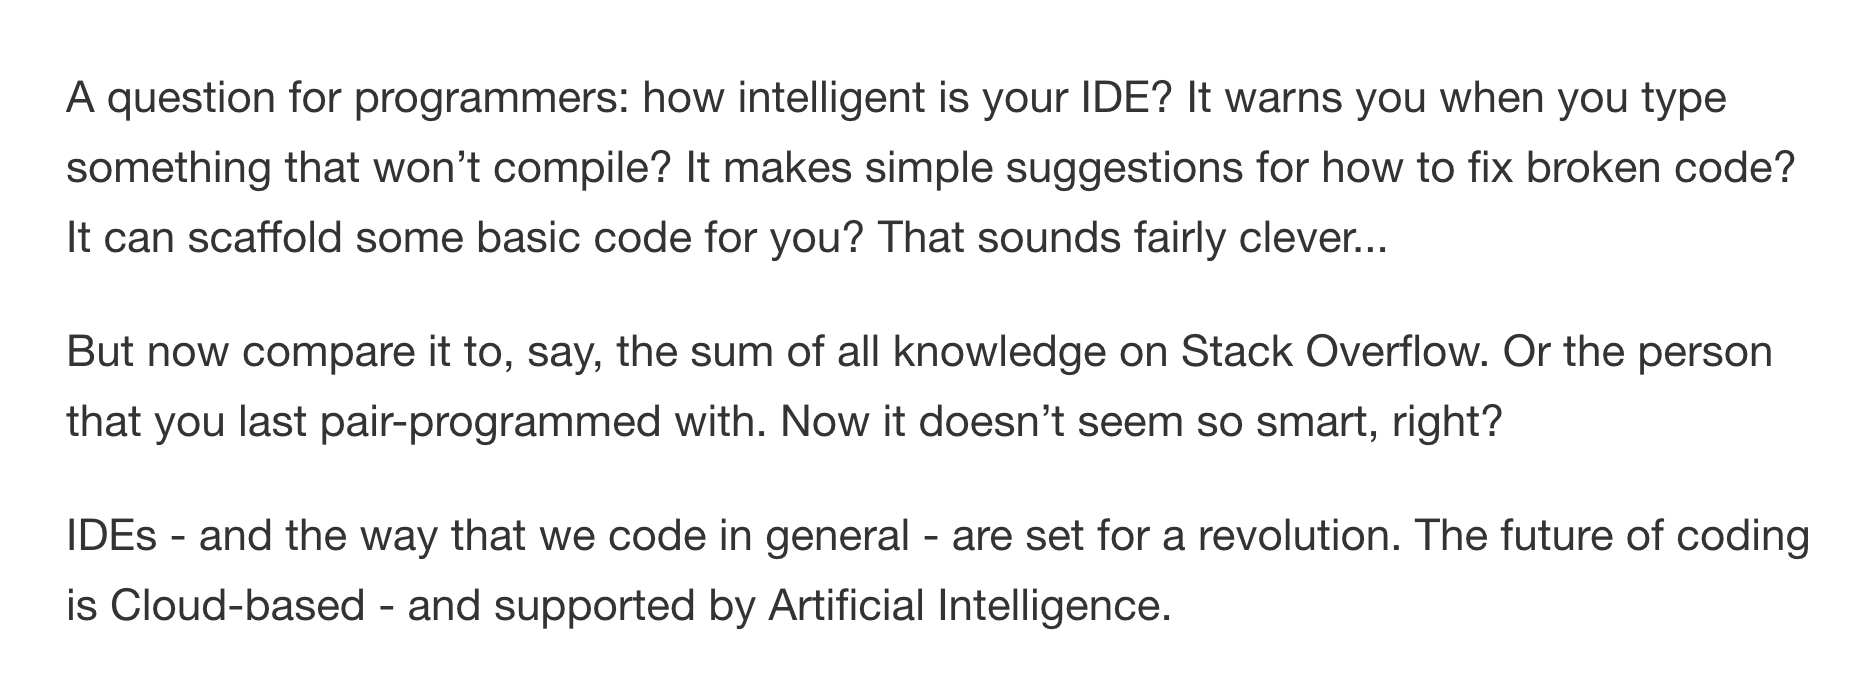 A question for programmers: how intelligent is your IDE? It warns you when you type
something that won’t compile? It makes simple suggestions for how to fix broken code?
It can scaffold some basic code for you? That sounds fairly clever...
But now compare it to, say, the sum of all knowledge on Stack Overflow. Or the person
that you last pair-programmed with. Now it doesn’t seem so smart, right?
IDEs - and the way that we code in general - are set for a revolution. The future of coding
is Cloud-based - and supported by Artificial Intelligence.